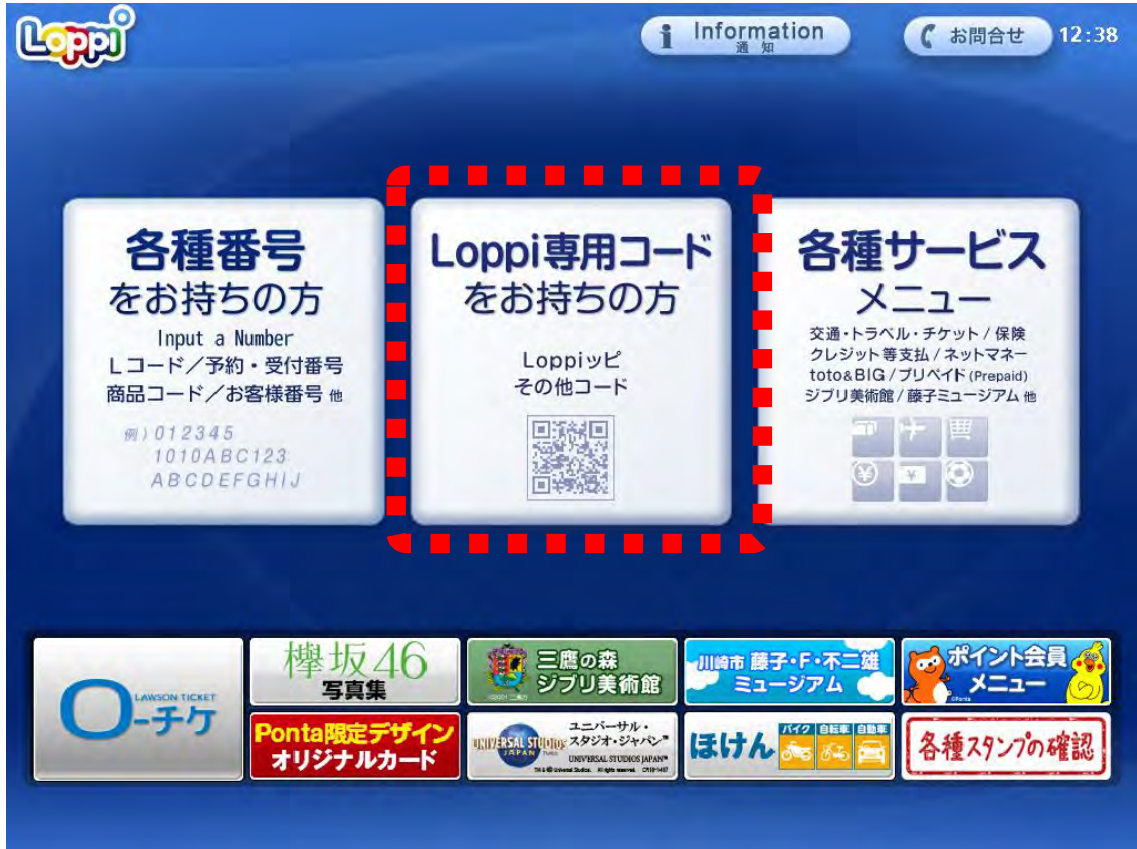 Loppi
Information
通知
お問合せ
12:38
各種番号
をお持ちの方
Input a Number
Lコード／予約・受付番号
商品コード／お客様番号 他
例）012345
1010ABC123
ABCDEFGHIJ
Loppi専用コード
をお持ちの方
Loppiッピ
その他コード
各種サービス
メニュー
交通・トラベル・チケット / 保険
クレジット等支払 / ネットマネー
toto&BIG / プリペイド (Prepaid)
ジブリ美術館 / 藤子ミュージアム 他
LAWSON TICKET
ローチケ
欅坂46
写真集
三鷹の森
ジブリ美術館
川崎市 藤子・F・不二雄
ミュージアム
ポイント会員
メニュー
©Ponta
Ponta限定デザイン
オリジナルカード
UNIVERSAL STUDIOS
JAPAN
ユニバーサル・
スタジオ・ジャパン™
UNIVERSAL STUDIOS JAPAN™
ほけん
バイク 自転車 自動車
各種スタンプの確認